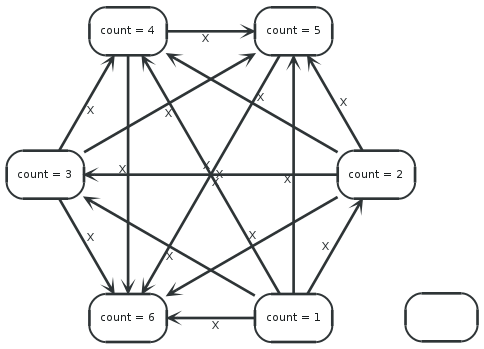 count = 4
count = 5
x
x
x
x
x
x
x
count = 3
x
x
x
count = 2
x
x
x
x
count = 6
count = 1
x